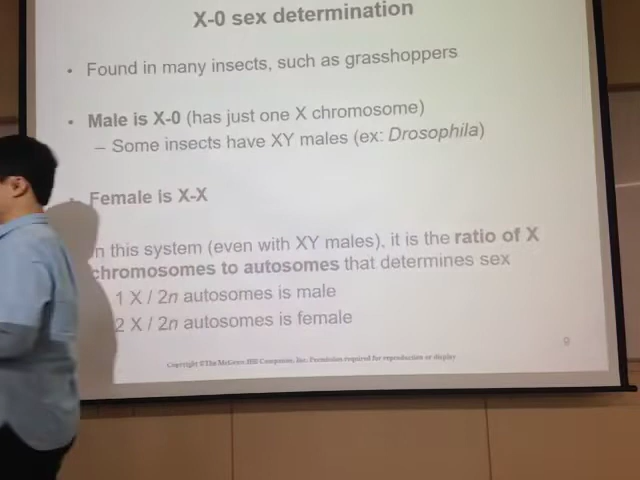 X-0 sex determination
• Found in many insects, such as grasshoppers
• Male is X-0 (has just one X chromosome)
– Some insects have XY males (ex: Drosophila)
Female is X-X
n this system (even with XY males), it is the ratio of X
chromosomes to autosomes that determines sex
1 X / 2n autosomes is male
2 X / 2n autosomes is female
9
Copyright ©The McGraw-Hill Companies, Inc. Permission required for reproduction or display